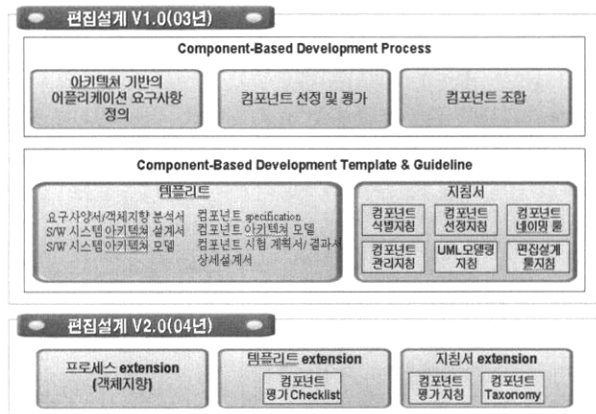 편집설계 V1.0(03년)
Component-Based Development Process
아키텍쳐 기반의
어플리케이션 요구사항
정의
컴포넌트 선정 및 평가
컴포넌트 조합
Component-Based Development Template & Guideline
템플리트
요구사양서/객체지향 분석서
S/W 시스템아키텍쳐 설계서
S/W 시스템아키텍쳐 모델
컴포넌트 specification
컴포넌트 아키텍쳐 모델
컴포넌트 시험 계획서/ 결과서
상세설계서
지침서
컴포넌트
식별지침
컴포넌트
선정지침
컴포넌트
네이밍 룰
컴포넌트
관리지침
UML모델링
지침
편집설계
툴지침
편집설계 V2.0(04년)
프로세스 extension
(객체지향)
템플리트 extension
컴포넌트
평가 Checklist
지침서 extension
컴포넌트
평가 지침
컴포넌트
Taxonomy